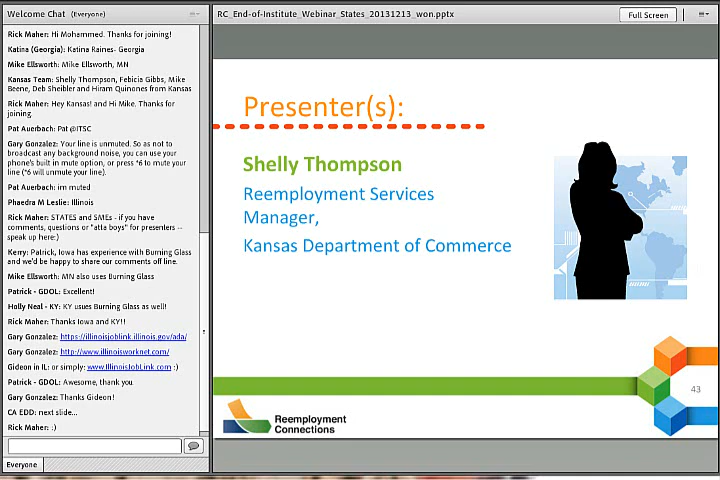 Welcome Chat (Everyone)
Rick Maher: Hi Mohammed. Thanks for joining!
Katina (Georgia): Katina Raines- Georgia
Mike Ellsworth: Mike Ellsworth, MN
Kansas Team: Shelly Thompson, Febicia Gibbs, Mike
Beene, Deb Sheibler and Hiram Quinones from Kansas
Rick Maher: Hey Kansas! and Hi Mike. Thanks for
joining
Pat Auerbach: Pat @ITSC
Gary Gonzalez: Your line is unmuted. So as not to
broadcast any background noise, you can use your
phone's built in mute option, or press *6 to mute your
line (*6 will unmute your line).
Pat Auerbach: im muted
Phaedra M Leslie: Illinois
Rick Maher: STATES and SMEs - if you have
comments, questions or "atta boys" for presenters --
speak up here:)
Kerry: Patrick, Iowa has experience with Burning Glass
and we'd be happy to share our comments off line.
Mike Ellsworth: MN also uses Burning Glass
Patrick - GDOL: Excellent!
Holly Neal - KY: KY usues Burning Glass as well!
Rick Maher: Thanks Iowa and KY!!
Gary Gonzalez: https://illinoisjoblink.illinois.gov/ada/
Gary Gonzalez: http://www.illinoisworknet.com/
Gideon in IL: or simply: www.IllinoisJobLink.com :)
Patrick - GDOL: Awesome, thank you.
Gary Gonzalez: Thanks Gideon!
CA EDD: next slide...
Rick Maher: :)
Everyone
RC_End-of-Institute_Webinar_States_20131213_won.pptx
Full Screen
Presenter(s):
Shelly Thompson
Reemployment Services
Manager,
Kansas Department of Commerce
43
Reemployment
Connections